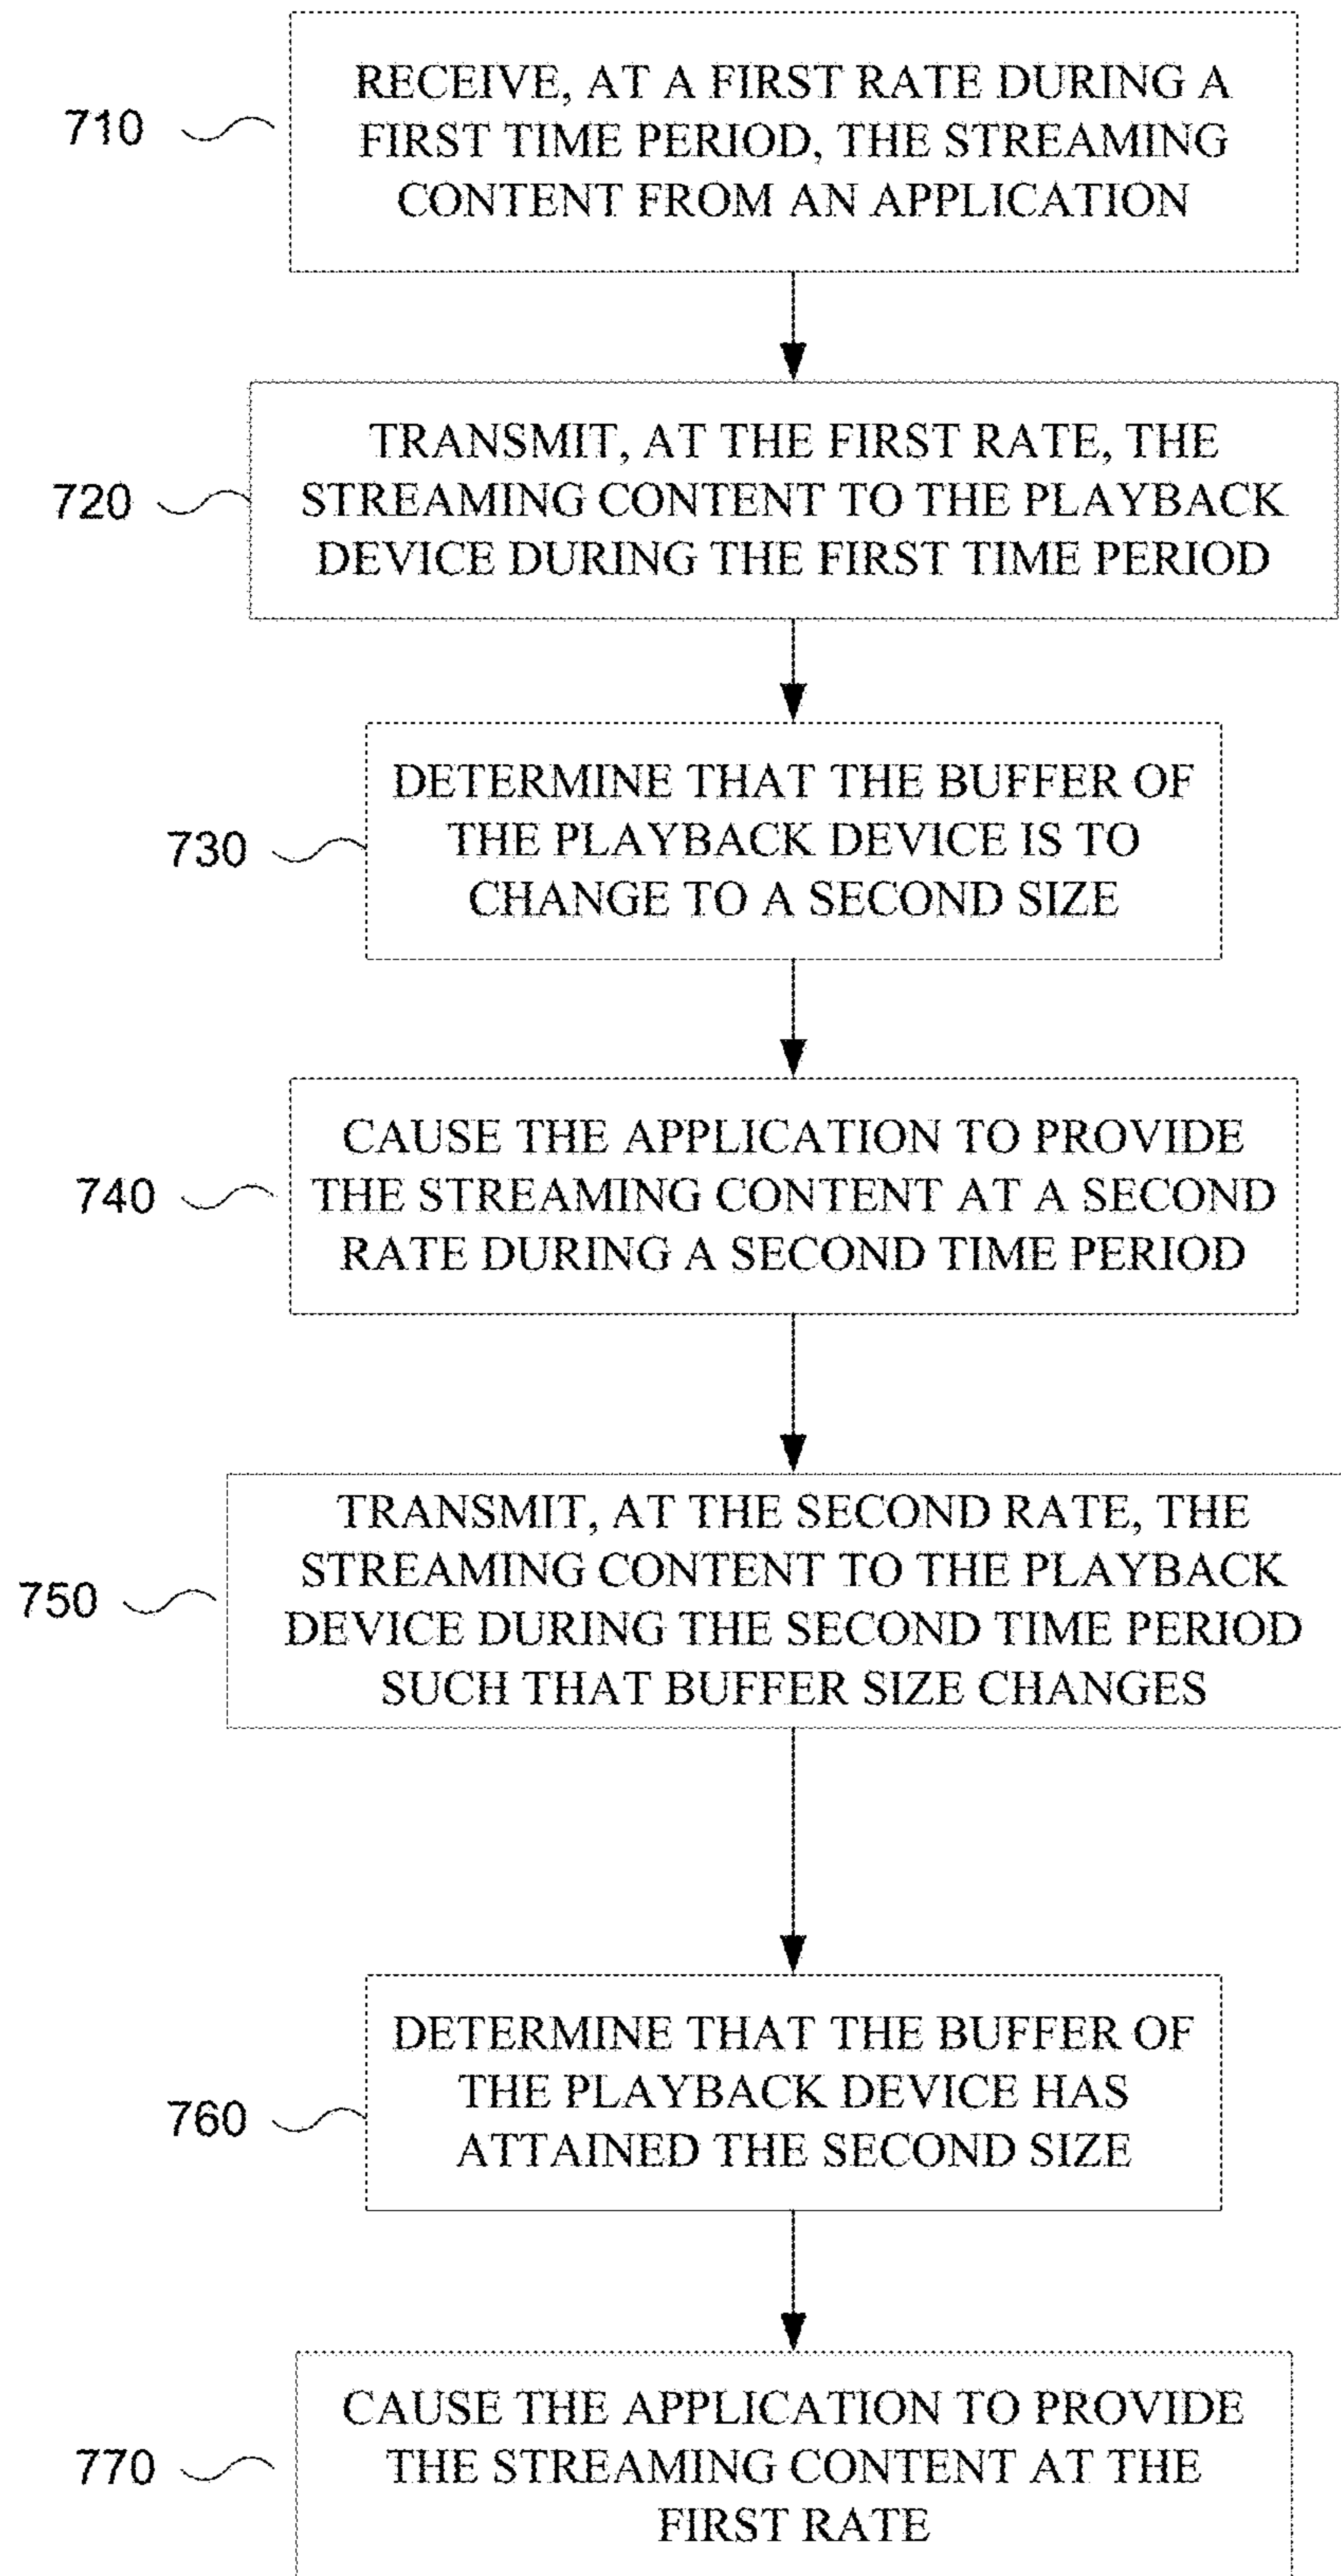 710
RECEIVE, AT A FIRST RATE DURING A
FIRST TIME PERIOD, THE STREAMING
CONTENT FROM AN APPLICATION
720
TRANSMIT, AT THE FIRST RATE, THE
STREAMING CONTENT TO THE PLAYBACK
DEVICE DURING THE FIRST TIME PERIOD
730
DETERMINE THAT THE BUFFER OF
THE PLAYBACK DEVICE IS TO
CHANGE TO A SECOND SIZE
740
CAUSE THE APPLICATION TO PROVIDE
THE STREAMING CONTENT AT A SECOND
RATE DURING A SECOND TIME PERIOD
750
TRANSMIT, AT THE SECOND RATE, THE
STREAMING CONTENT TO THE PLAYBACK
DEVICE DURING THE SECOND TIME PERIOD
SUCH THAT BUFFER SIZE CHANGES
760
DETERMINE THAT THE BUFFER OF
THE PLAYBACK DEVICE HAS
ATTAINED THE SECOND SIZE
770
CAUSE THE APPLICATION TO PROVIDE
THE STREAMING CONTENT AT THE
FIRST RATE